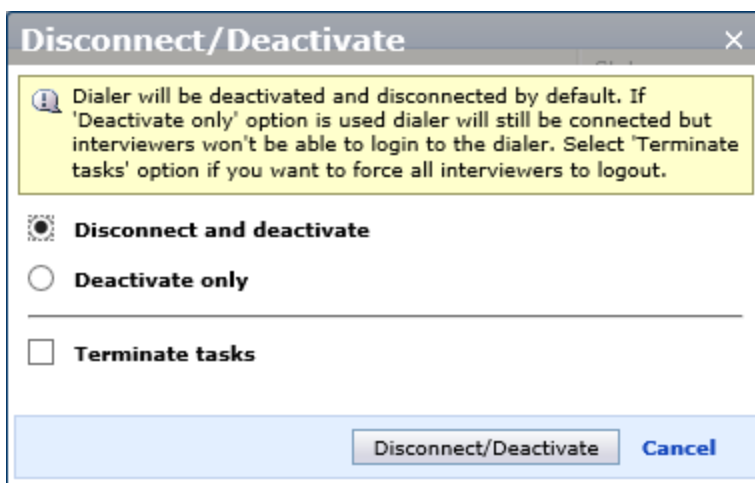 Disconnect/Deactivate
Dialer will be deactivated and disconnected by default. If
'Deactivate only' option is used dialer will still be connected but
interviewers won't be able to login to the dialer. Select 'Terminate
tasks' option if you want to force all interviewers to logout.
Disconnect and deactivate
Deactivate only
Terminate tasks
Disconnect/Deactivate Cancel